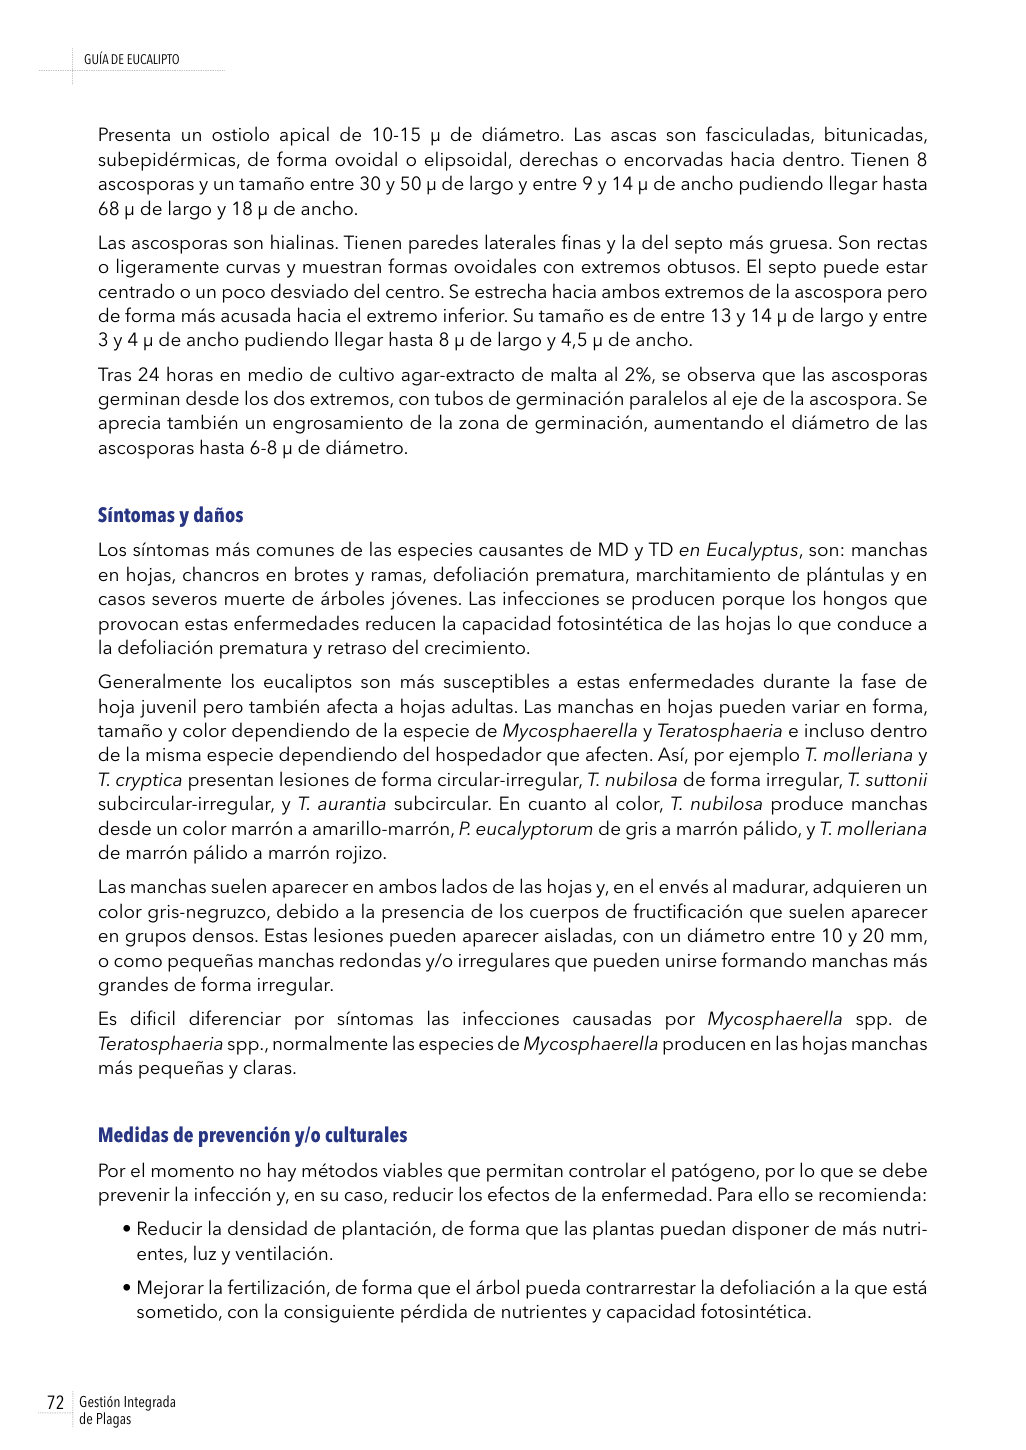 GUÍA DE EUCALIPTO
Presenta un ostiolo apical de 10-15 µ de diámetro. Las ascas son fasciculadas, bitunicadas,
subepidérmicas, de forma ovoidal o elipsoidal, derechas o encorvadas hacia dentro. Tienen 8
ascosporas y un tamaño entre 30 y 50 µ de largo y entre 9 y 14 µ de ancho pudiendo llegar hasta
68 µ de largo y 18 µ de ancho.
Las ascosporas son hialinas. Tienen paredes laterales finas y la del septo más gruesa. Son rectas
o ligeramente curvas y muestran formas ovoidales con extremos obtusos. El septo puede estar
centrado o un poco desviado del centro. Se estrecha hacia ambos extremos de la ascospora pero
de forma más acusada hacia el extremo inferior. Su tamaño es de entre 13 y 14 µ de largo y entre
3 y 4 µ de ancho pudiendo llegar hasta 8 µ de largo y 4,5 µ de ancho.
Tras 24 horas en medio de cultivo agar-extracto de malta al 2%, se observa que las ascosporas
germinan desde los dos extremos, con tubos de germinación paralelos al eje de la ascospora. Se
aprecia también un engrosamiento de la zona de germinación, aumentando el diámetro de las
ascosporas hasta 6-8 µ de diámetro.
Síntomas y daños
Los síntomas más comunes de las especies causantes de MD y TD en Eucalyptus, son: manchas
en hojas, chancros en brotes y ramas, defoliación prematura, marchitamiento de plántulas y en
casos severos muerte de árboles jóvenes. Las infecciones se producen porque los hongos que
provocan estas enfermedades reducen la capacidad fotosintética de las hojas lo que conduce a
la defoliación prematura y retraso del crecimiento.
Generalmente los eucaliptos son más susceptibles a estas enfermedades durante la fase de
hoja juvenil pero también afecta a hojas adultas. Las manchas en hojas pueden variar en forma,
tamaño y color dependiendo de la especie de Mycosphaerella y Teratosphaeria e incluso dentro
de la misma especie dependiendo del hospedador que afecten. Así, por ejemplo T. molleriana y
T. cryptica presentan lesiones de forma circular-irregular, T. nubilosa de forma irregular, T. suttonii
subcircular-irregular, y T. aurantia subcircular. En cuanto al color, T. nubilosa produce manchas
desde un color marrón a amarillo-marrón, P. eucalyptorum de gris a marrón pálido, y T. molleriana
de marrón pálido a marrón rojizo.
Las manchas suelen aparecer en ambos lados de las hojas y, en el envés al madurar, adquieren un
color gris-negruzco, debido a la presencia de los cuerpos de fructificación que suelen aparecer
en grupos densos. Estas lesiones pueden aparecer aisladas, con un diámetro entre 10 y 20 mm,
o como pequeñas manchas redondas y/o irregulares que pueden unirse formando manchas más
grandes de forma irregular.
Es dificil diferenciar por síntomas las infecciones causadas por Mycosphaerella spp. de
Teratosphaeria spp., normalmente las especies de Mycosphaerella producen en las hojas manchas
más pequeñas y claras.
Medidas de prevención y/o culturales
Por el momento no hay métodos viables que permitan controlar el patógeno, por lo que se debe
prevenir la infección y, en su caso, reducir los efectos de la enfermedad. Para ello se recomienda:
• Reducir la densidad de plantación, de forma que las plantas puedan disponer de más nutri-
entes, luz y ventilación.
• Mejorar la fertilización, de forma que el árbol pueda contrarrestar la defoliación a la que está
sometido, con la consiguiente pérdida de nutrientes y capacidad fotosintética.
72 Gestión Integrada
de Plagas